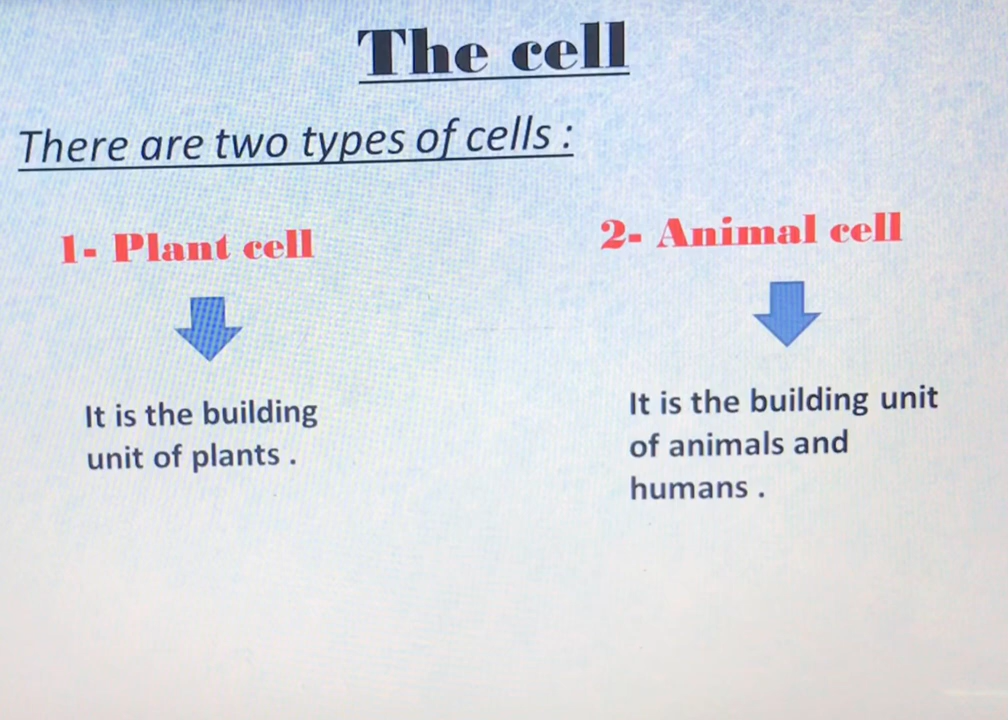 The cell
There are two types of cells :
1- Plant cell
2- Animal cell
It is the building
unit of plants .
It is the building unit
of animals and
humans .